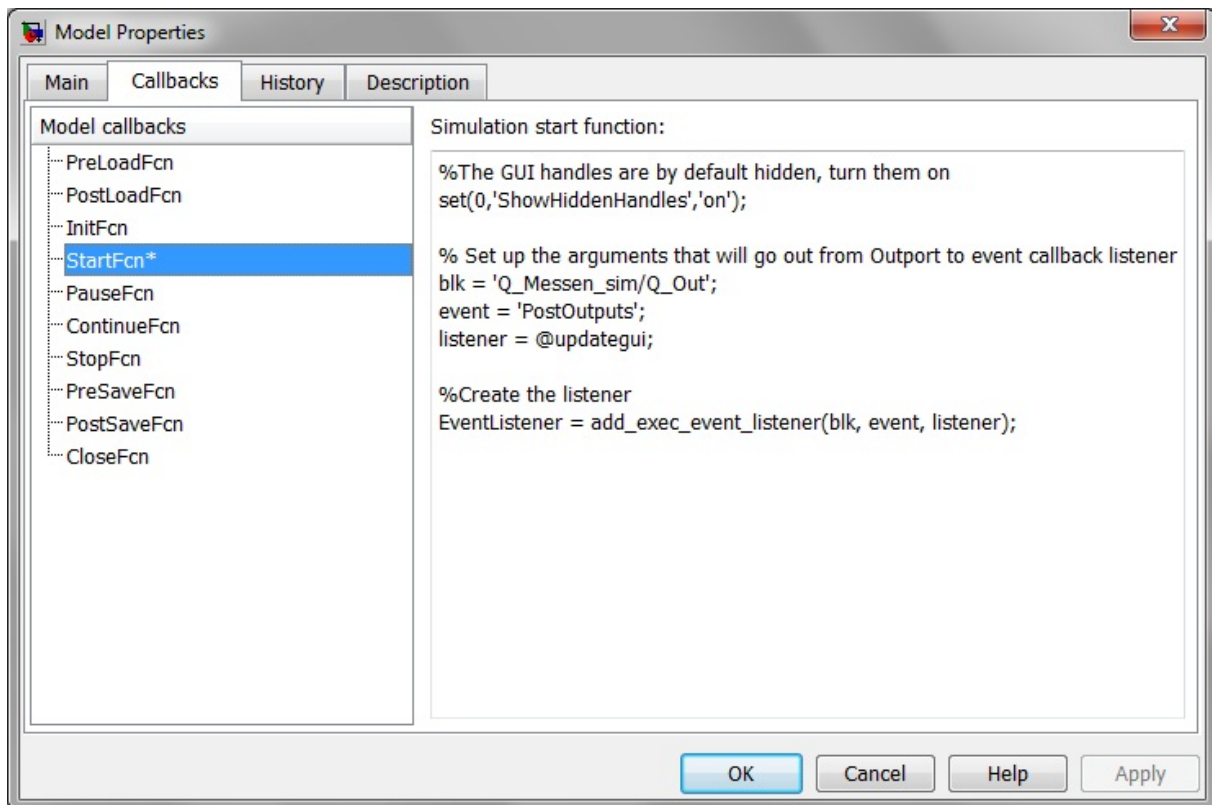 Model Properties
Main
Callbacks
History
Description
Model callbacks
PreLoadFcn
PostLoadFcn
InitFcn
StartFcn*
PauseFcn
ContinueFcn
StopFcn
PreSaveFcn
PostSaveFcn
CloseFcn
Simulation start function:
%The GUI handles are by default hidden, turn them on
set(0,'ShowHiddenHandles','on');
% Set up the arguments that will go out from Outport to event callback listener
blk = 'Q_Messen_sim/Q_Out';
event = 'PostOutputs';
listener = @updategui;
%Create the listener
EventListener = add_exec_event_listener(blk, event, listener);
OK
Cancel
Help
Apply